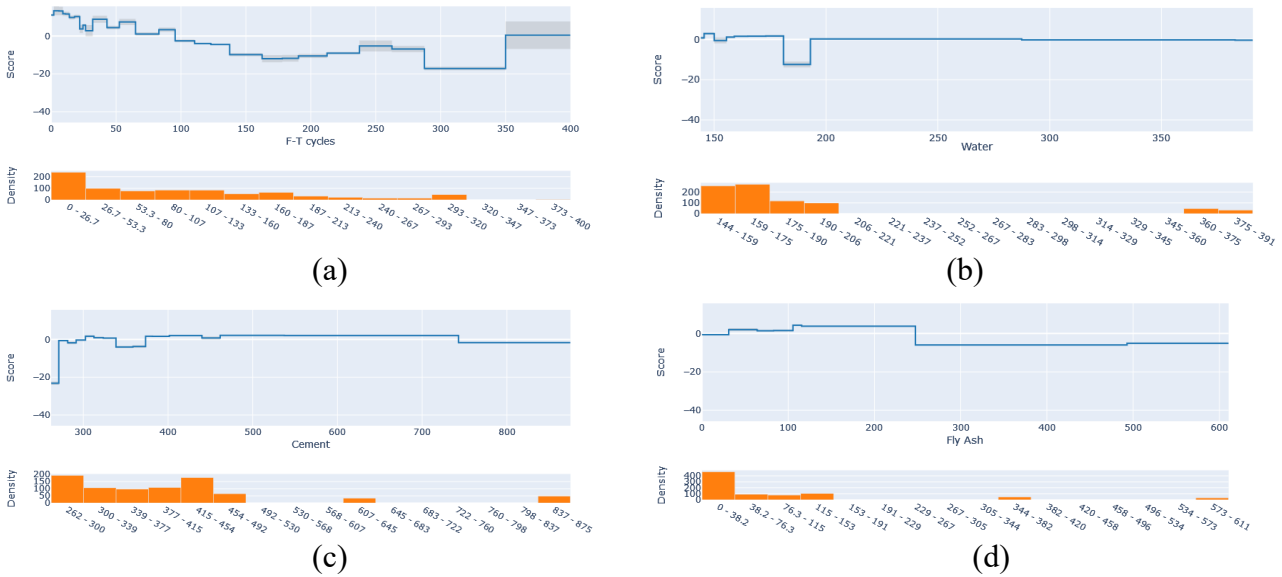 Score
0
−20
−40
0 50 100 150 200 250 300 350 400
F-T cycles
Density
200
100
0
0 - 26.7
26.7 - 53.3
53.3 - 80
80 - 107
107 - 133
133 - 160
160 - 187
187 - 213
213 - 240
240 - 267
267 - 293
293 - 320
320 - 347
347 - 373
373 - 400
(a)
Score
0
−20
−40
150 200 250 300 350
Water
Density
200
100
0
144 - 159
159 - 175
175 - 190
190 - 206
206 - 221
221 - 237
237 - 252
252 - 267
267 - 283
283 - 298
298 - 314
314 - 329
329 - 345
345 - 360
360 - 375
375 - 391
(b)
Score
0
−20
−40
300 400 500 600 700 800
Cement
Density
200
150
100
50
0
262 - 300
300 - 339
339 - 377
377 - 415
415 - 454
454 - 492
492 - 530
530 - 568
568 - 607
607 - 645
645 - 683
683 - 722
722 - 760
760 - 798
798 - 837
837 - 875
(c)
Score
0
−20
−40
0 100 200 300 400 500 600
Fly Ash
Density
400
300
200
100
0
0 - 38.2
38.2 - 76.3
76.3 - 115
115 - 153
153 - 191
191 - 229
229 - 267
267 - 305
305 - 344
344 - 382
382 - 420
420 - 458
458 - 496
496 - 534
534 - 573
573 - 611
(d)